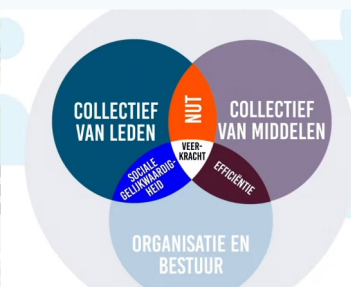 COLLECTIEF
VAN LEDEN
NUT
COLLECTIEF
VAN MIDDELEN
VEER-
KRACHT
SOCIALE
GELIJKWAARDIG-
HEID
EFFICIËNTIE
ORGANISATIE EN
BESTUUR